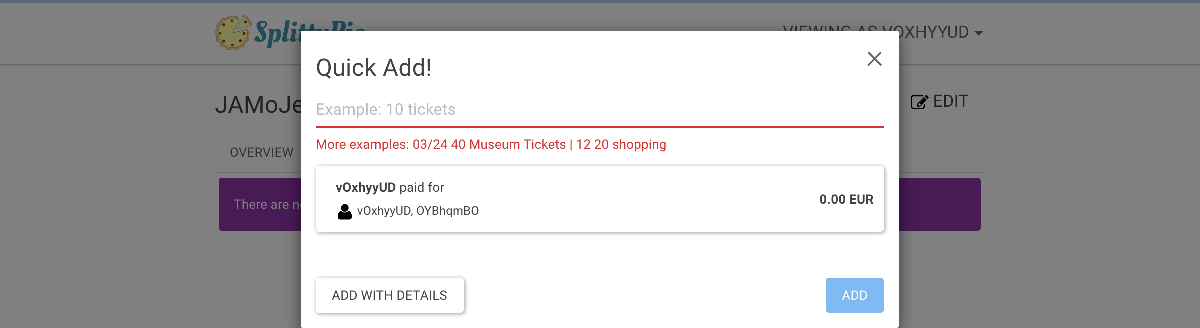 SplittyPie
VIEWING AS VOXHYYUD
Quick Add!
JAMoJe
EDIT
Example: 10 tickets
More examples: 03/24 40 Museum Tickets | 12 20 shopping
OVERVIEW
vOxhyyUD paid for
0.00 EUR
There are
vOxhyyUD, OYBhqmBO
ADD WITH DETAILS
ADD